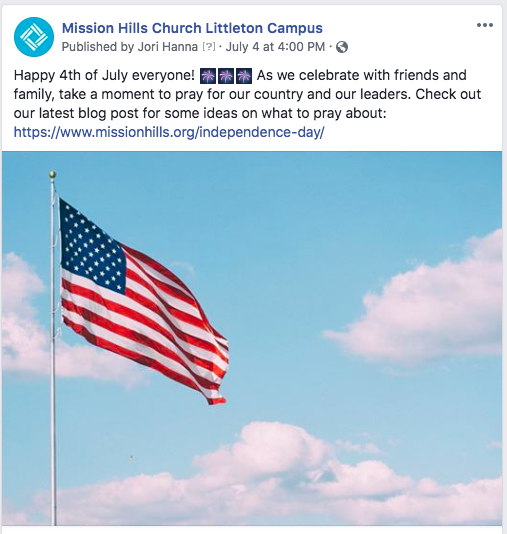 Mission Hills Church Littleton Campus
Published by Jori Hanna [?] · July 4 at 4:00 PM ·
Happy 4th of July everyone! 🎆🎆🎆 As we celebrate with friends and
family, take a moment to pray for our country and our leaders. Check out
our latest blog post for some ideas on what to pray about:
https://www.missionhills.org/independence-day/